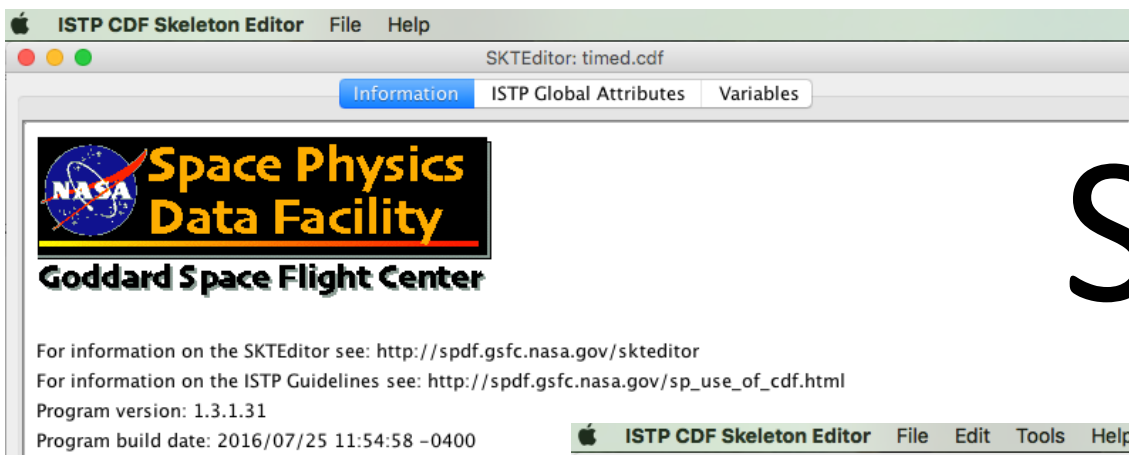 ISTP CDF Skeleton Editor File Help
SKTEditor: timed.cdf
Information ISTP Global Attributes Variables
NASA
Space Physics
Data Facility
Goddard Space Flight Center
S
For information on the SKTEditor see: http://spdf.gsfc.nasa.gov/skteditor
For information on the ISTP Guidelines see: http://spdf.gsfc.nasa.gov/sp_use_of_cdf.html
Program version: 1.3.1.31
Program build date: 2016/07/25 11:54:58 -0400
ISTP CDF Skeleton Editor File Edit Tools Help